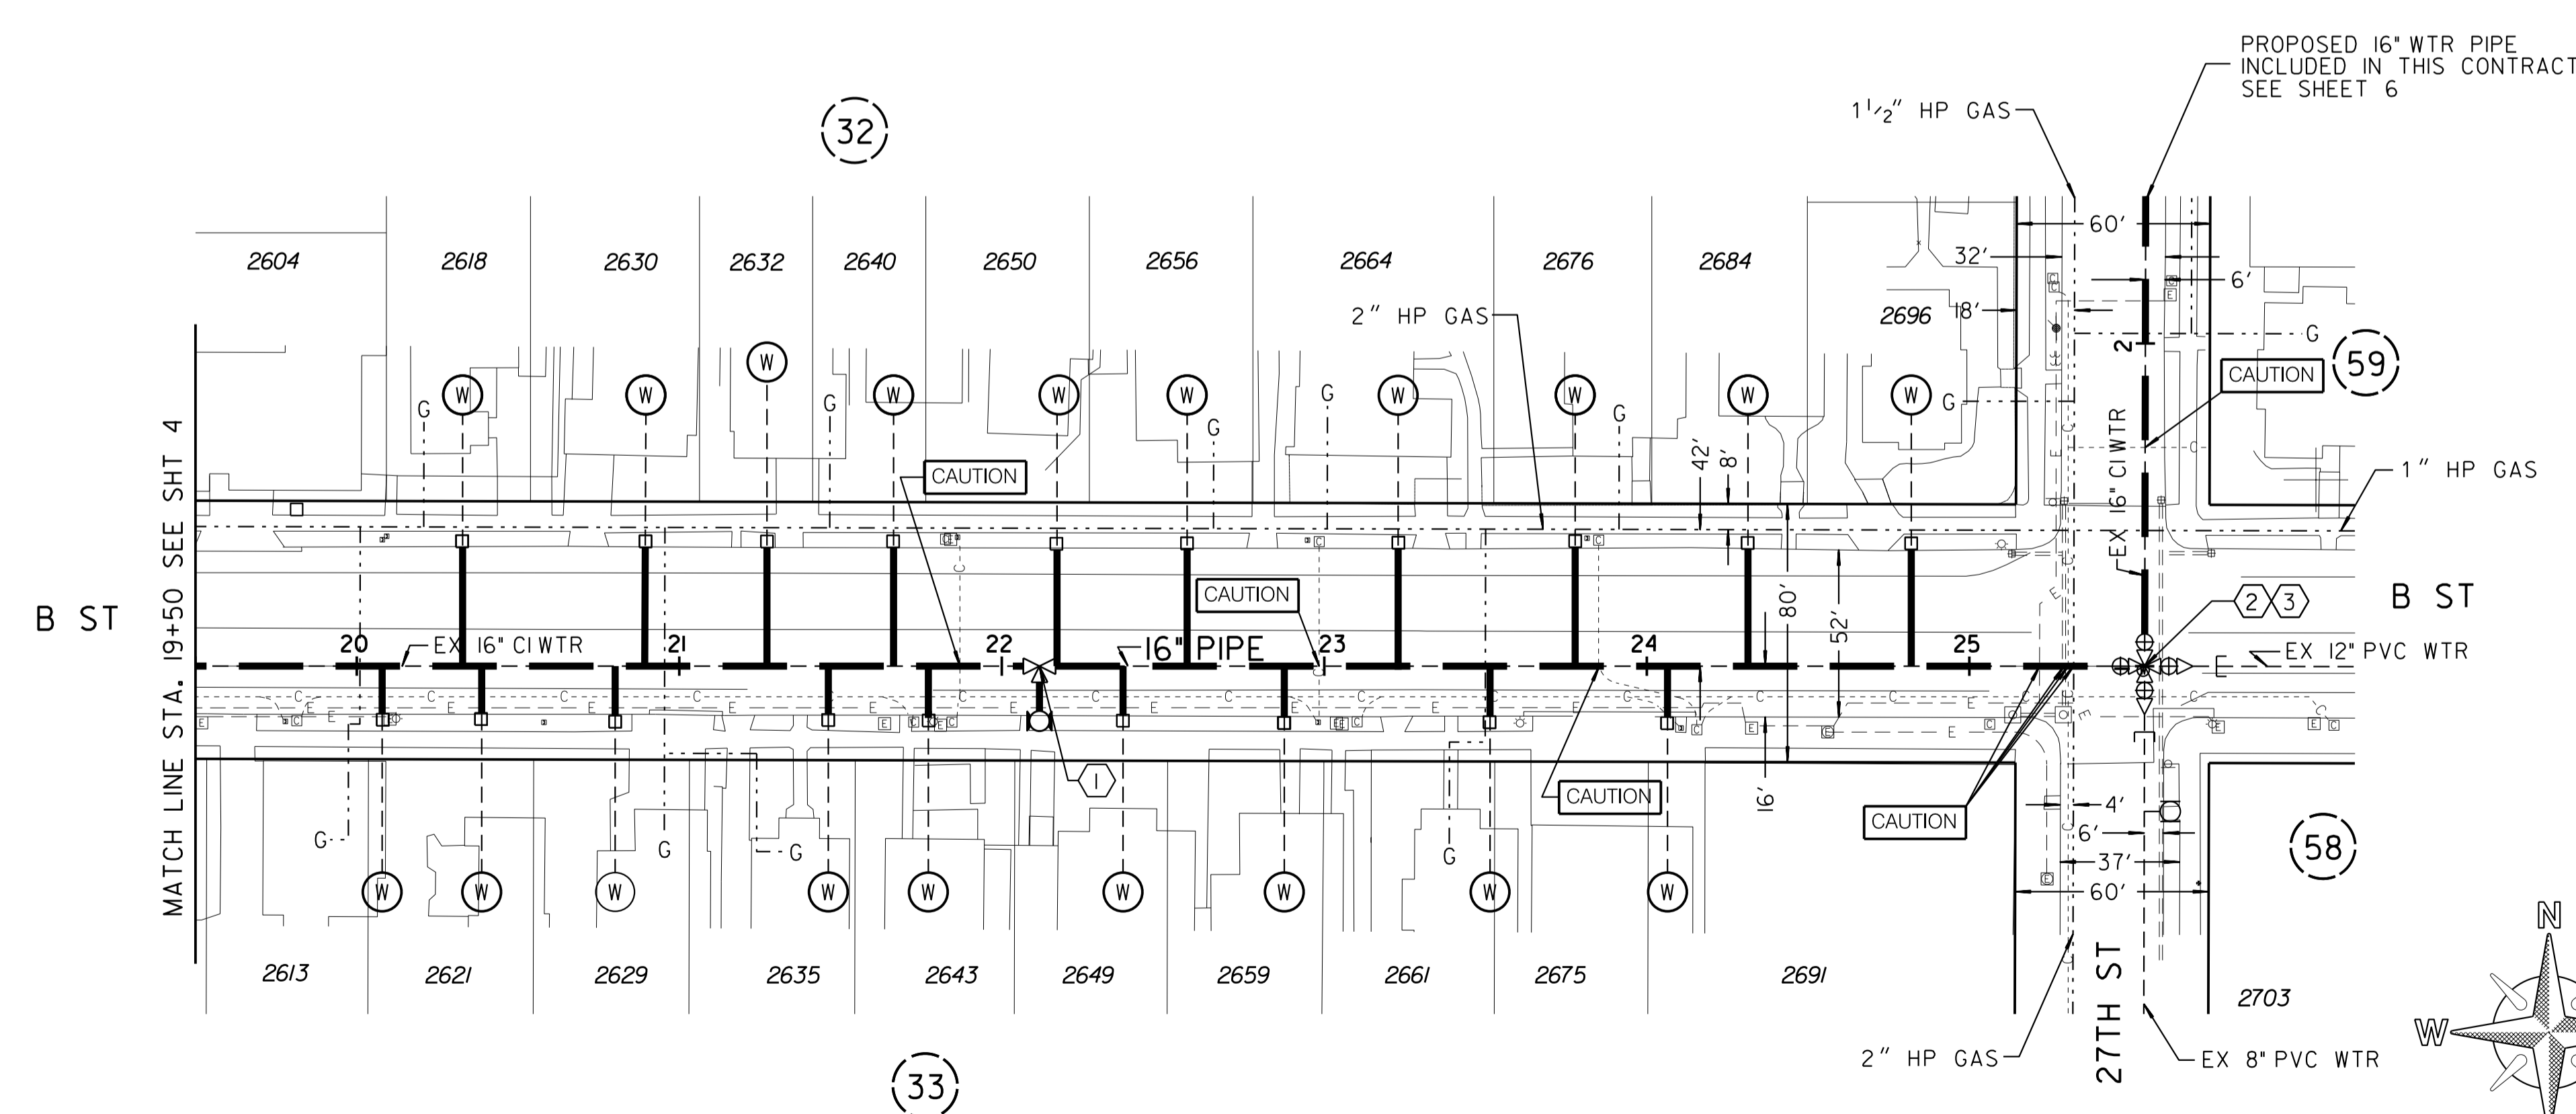 PROPOSED 16" WTR PIPE
INCLUDED IN THIS CONTRACT
SEE SHEET 6
1 1/2" HP GAS
32
60'
2604
2618
2630
2632
2640
2650
2656
2664
2676
2684
32'
6'
2" HP GAS
2696
18'
G
2
59
CAUTION
W
W
W
W
W
W
W
W
W
W
G
G
G
G
G
G
EX 16" CI WTR
C
42'
8'
CAUTION
1" HP GAS
MATCH LINE STA. 19+50 SEE SHT 4
B ST
CAUTION
80'
52'
2
3
B ST
20
EX 16" CI WTR
21
22
16" PIPE
23
24
25
EX 12" PVC WTR
C
C
C
C
C
C
C
C
C
C
E
E
E
E
E
E
E
E
1
CAUTION
16'
CAUTION
4'
6'
37'
60'
58
G
G
G
G
W
W
W
W
W
W
W
W
W
2613
2621
2629
2635
2643
2649
2659
2661
2675
2691
2703
27TH ST
2" HP GAS
EX 8" PVC WTR
33
N
W